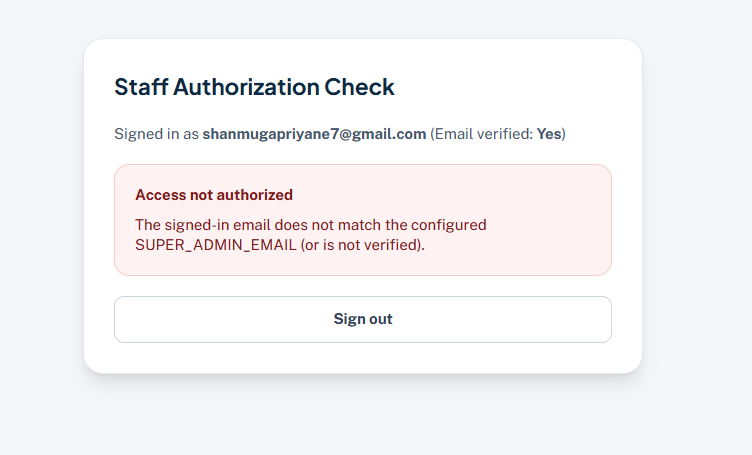 Staff Authorization Check
Signed in as shanmugapriyane7@gmail.com (Email verified: Yes)
Access not authorized
The signed-in email does not match the configured
SUPER_ADMIN_EMAIL (or is not verified).
Sign out